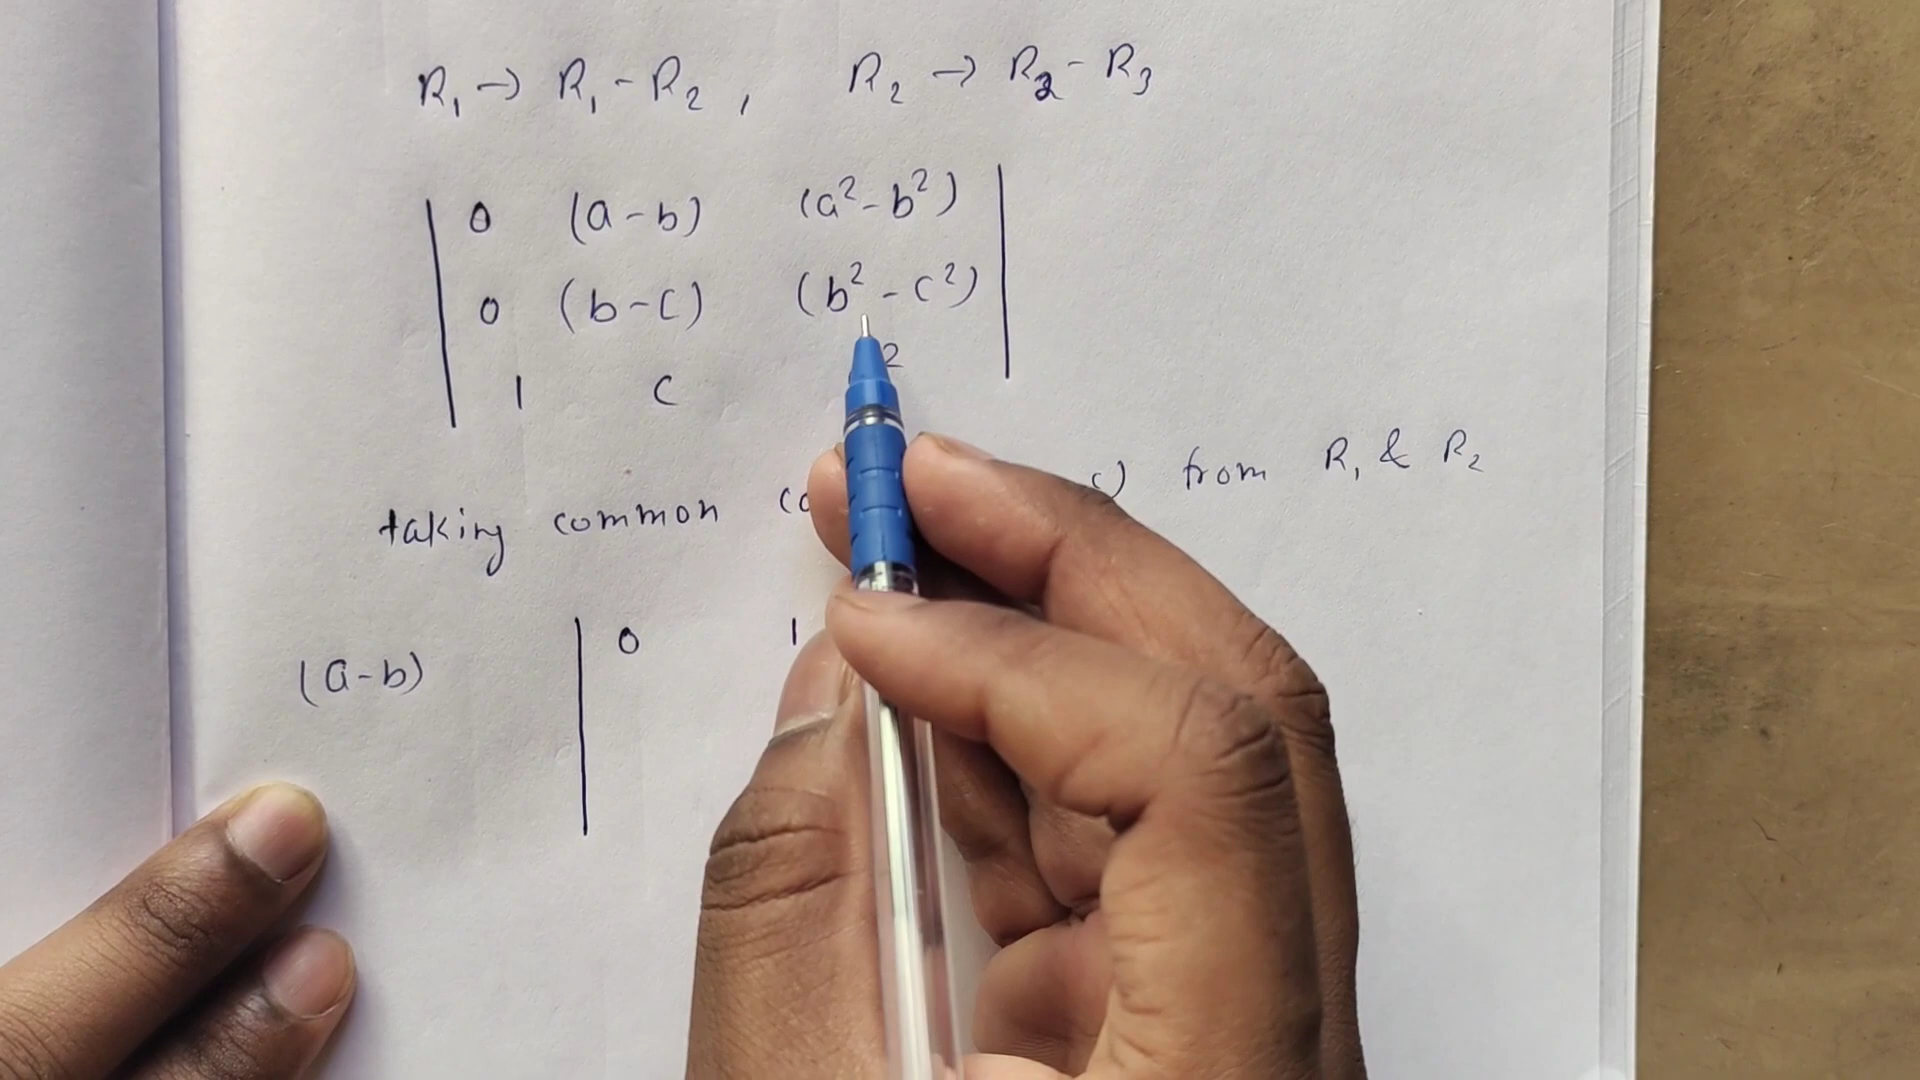 R₁ → R₁ - R₂ , R₂ → R₂ - R₃
0 (a-b) (a²-b²)
0 (b-c) (b²-c²)
1 c ²
taking common c) from R₁ & R₂
(a-b) 0 1